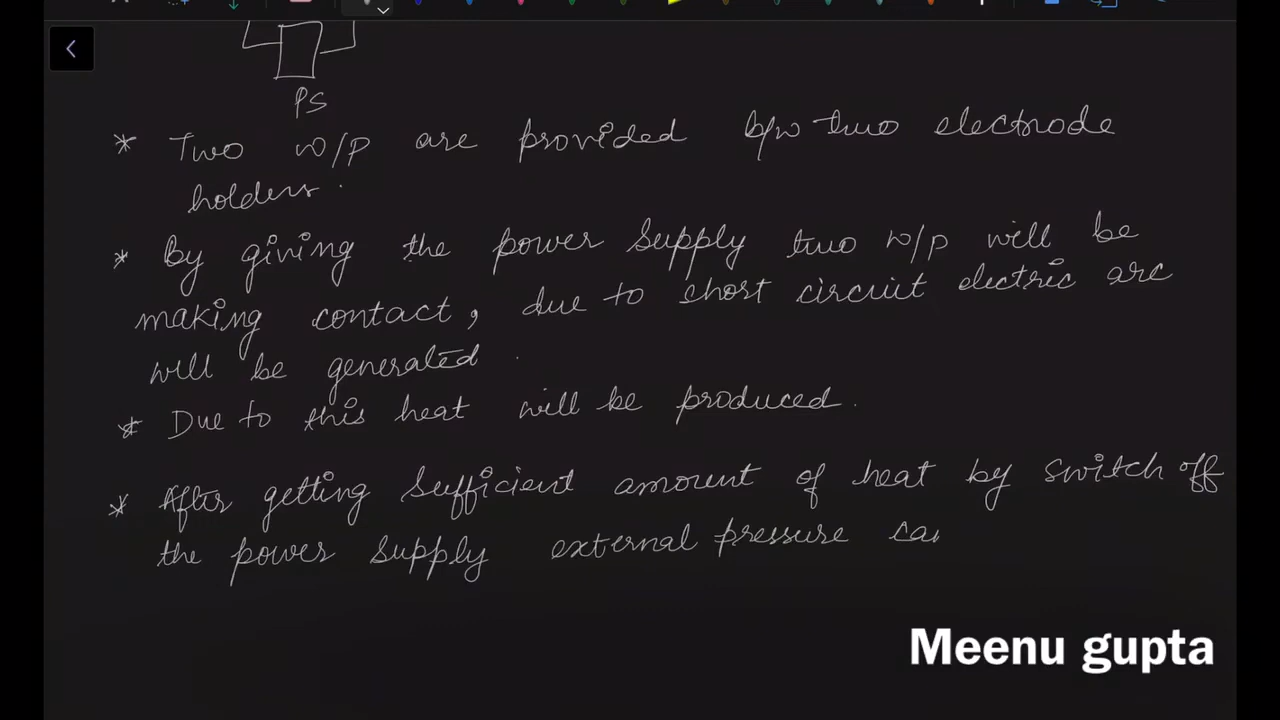 PS
* Two w/p are provided b/w two electrode
holders.
* By giving the power supply two w/p will be
making contact, due to short circuit electric arc
will be generated.
* Due to this heat will be produced.
* After getting sufficient amount of heat by switch off
the power supply external pressure can
Meenu gupta